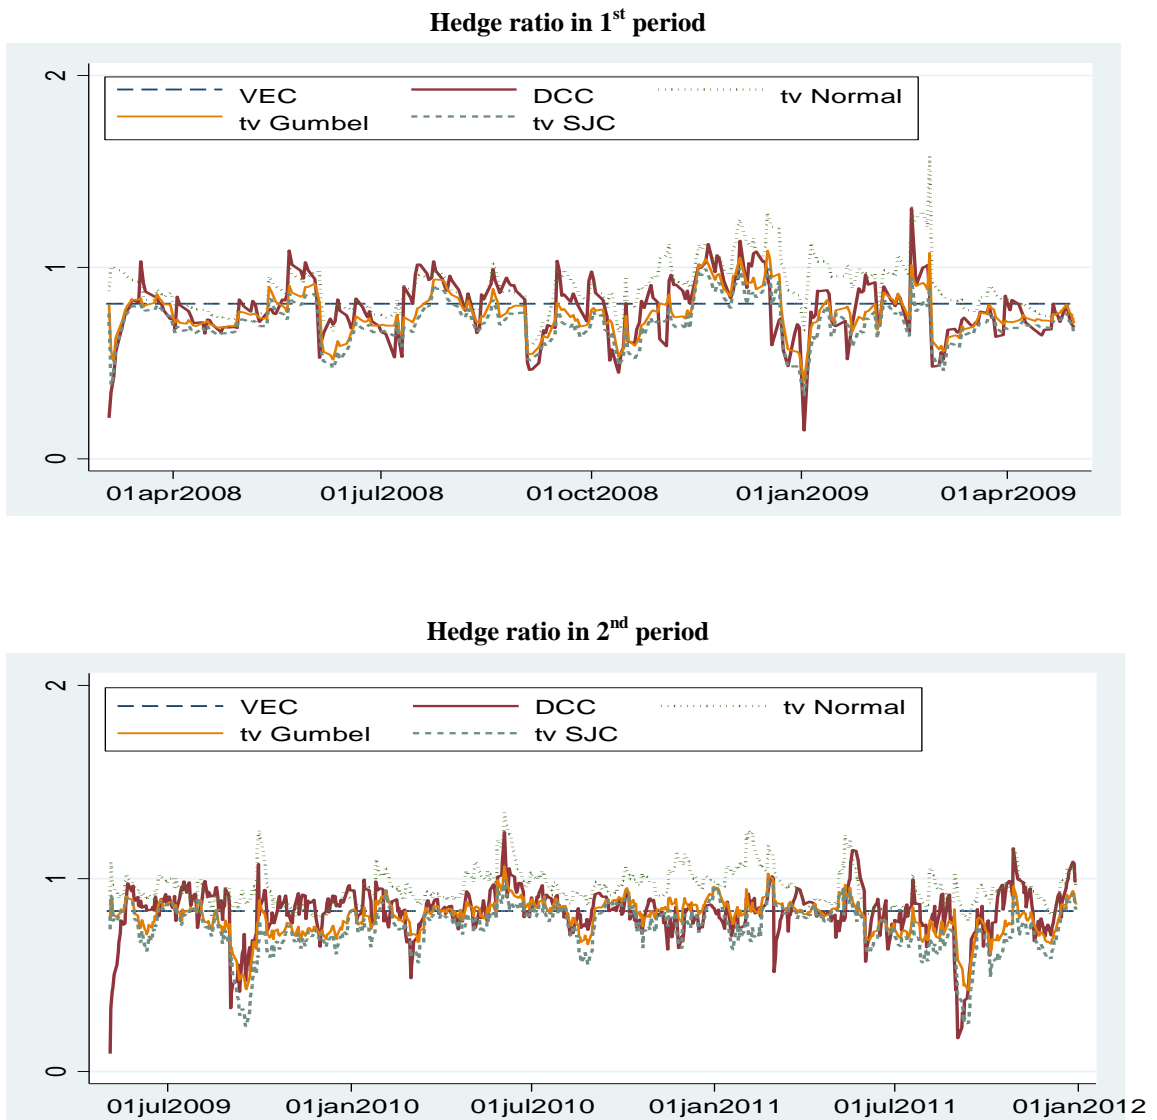 Hedge ratio in 1st period
2
VEC DCC tv Normal
tv Gumbel tv SJC
1
0
01apr2008 01jul2008 01oct2008 01jan2009 01apr2009
Hedge ratio in 2nd period
2
VEC DCC tv Normal
tv Gumbel tv SJC
1
0
01jul2009 01jan2010 01jul2010 01jan2011 01jul2011 01jan2012